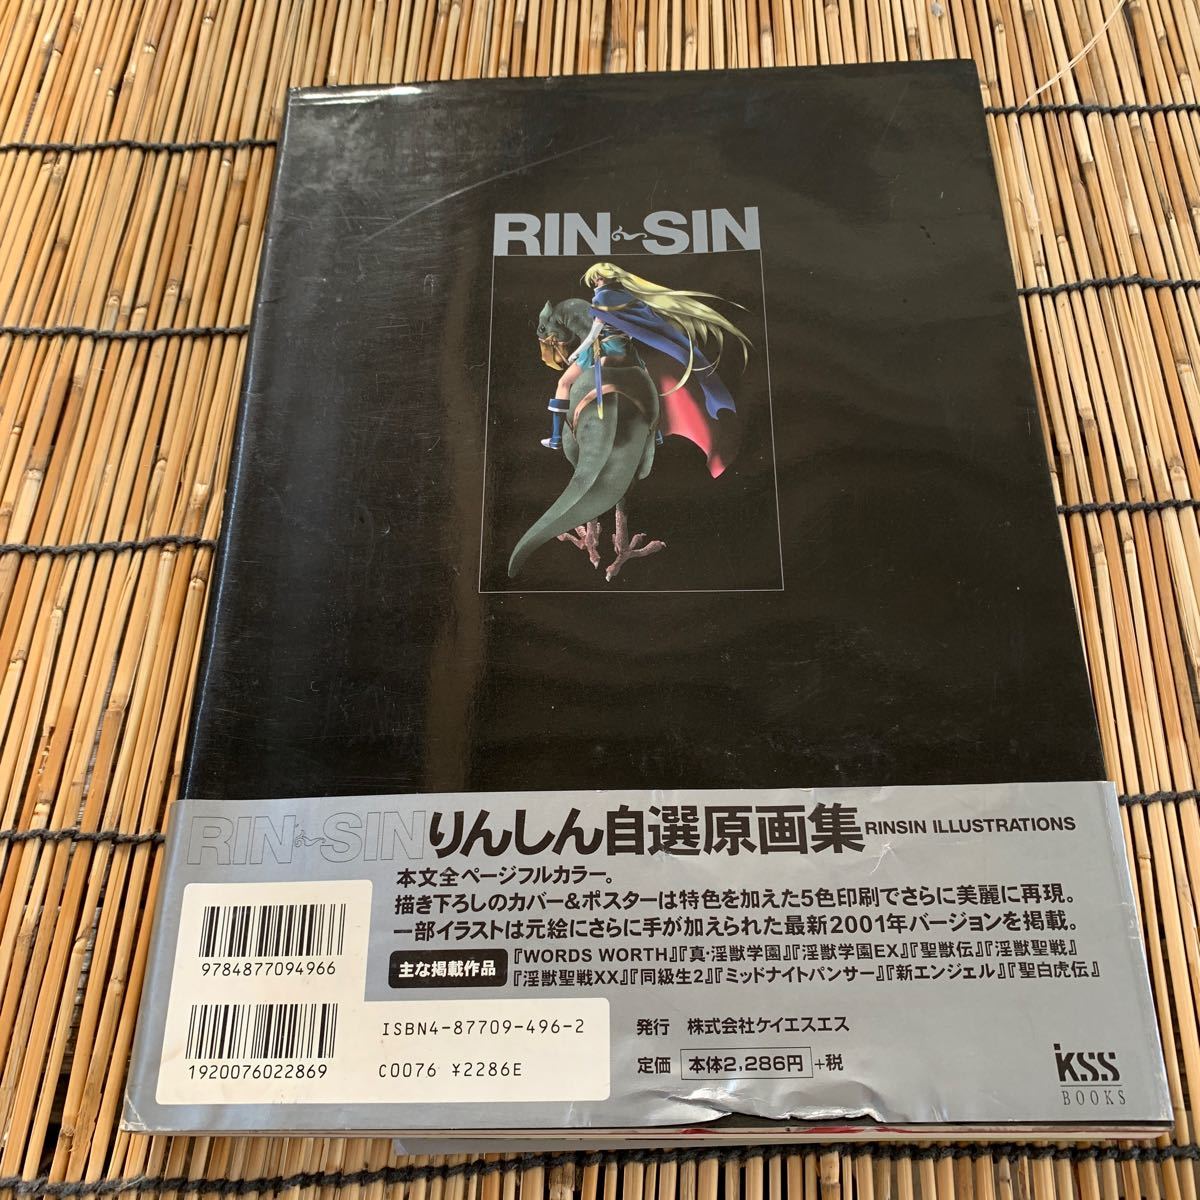 RIN SIN
RIN SIN りんしん自選原画集 RINSIN ILLUSTRATIONS
本文全ページフルカラー。
描き下ろしのカバー&ポスターは特色を加えた5色印刷でさらに美麗に再現。
一部イラストは元絵にさらに手が加えられた最新2001年バージョンを掲載。
主な掲載作品
『WORDS WORTH』『真・淫獣学園』『淫獣学園EX』『聖獣伝』『淫獣聖戦』
『淫獣聖戦XX』『同級生2』『ミッドナイトパンサー』『新エンジェル』『聖白虎伝』
9784877094966
1920076022869
ISBN4-87709-496-2
C0076 ¥2286E
発行 株式会社ケイエスエス
定価 本体2,286円 +税
KSS
BOOKS